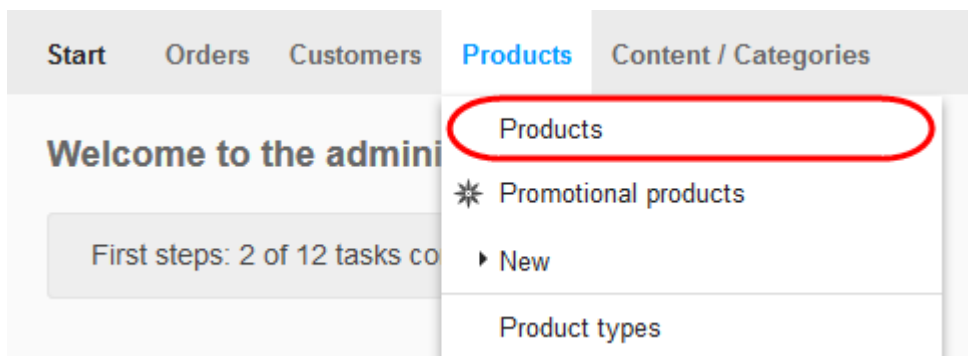 Start Orders Customers Products Content / Categories
Products
Welcome to the admini
Promotional products
First steps: 2 of 12 tasks co
New
Product types